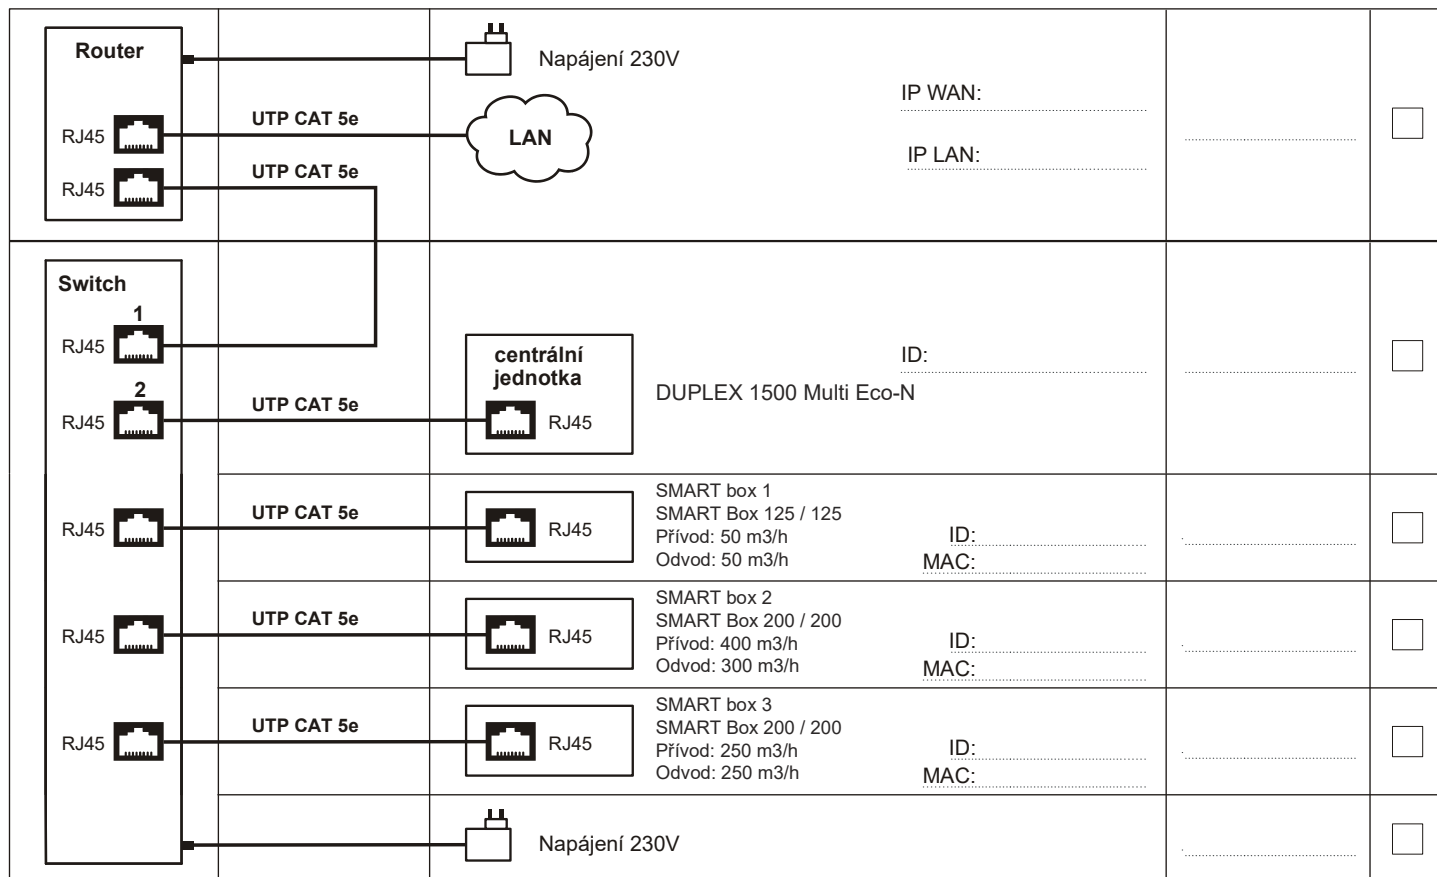 Router
Napájení 230V
IP WAN:
RJ45
UTP CAT 5e
LAN
IP LAN:
RJ45
UTP CAT 5e
Switch
1
RJ45
centrální
jednotka
ID:
2
DUPLEX 1500 Multi Eco-N
RJ45
UTP CAT 5e
RJ45
RJ45
UTP CAT 5e
RJ45
SMART box 1
SMART Box 125 / 125
Přívod: 50 m3/h
Odvod: 50 m3/h
ID:
MAC:
RJ45
UTP CAT 5e
RJ45
SMART box 2
SMART Box 200 / 200
Přívod: 400 m3/h
Odvod: 300 m3/h
ID:
MAC:
RJ45
UTP CAT 5e
RJ45
SMART box 3
SMART Box 200 / 200
Přívod: 250 m3/h
Odvod: 250 m3/h
ID:
MAC:
Napájení 230V